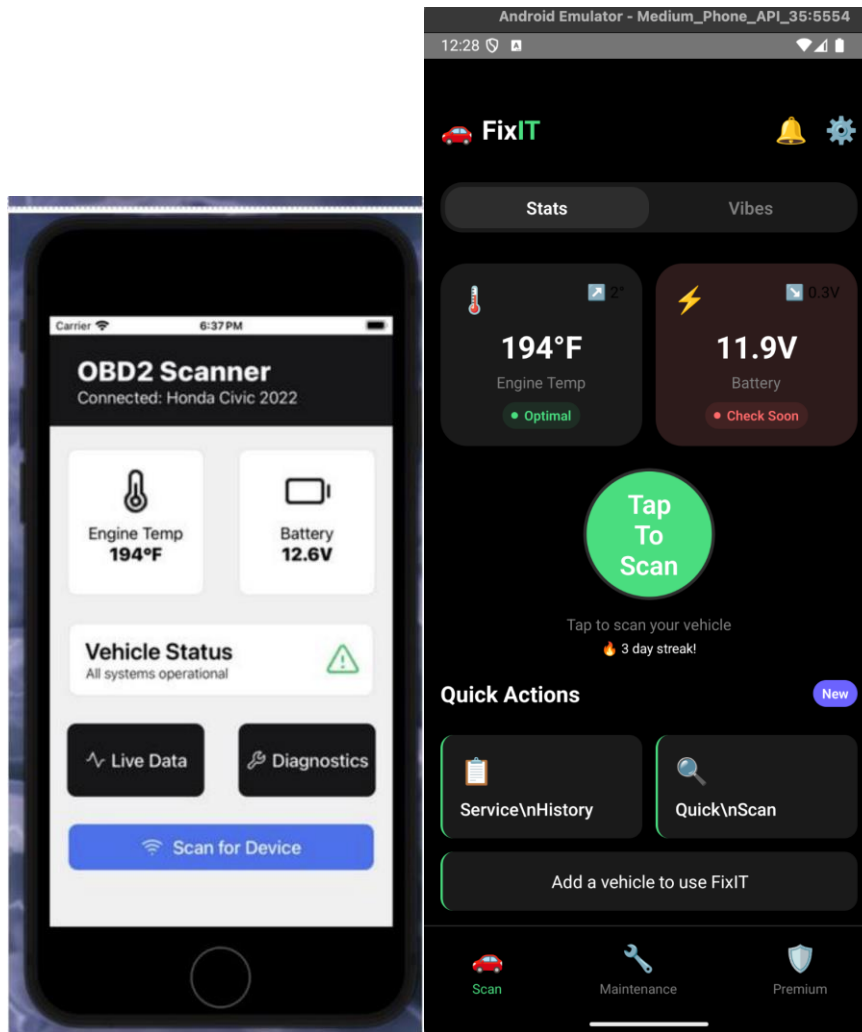 Carrier
6:37 PM
OBD2 Scanner
Connected: Honda Civic 2022
Engine Temp
194°F
Battery
12.6V
Vehicle Status
All systems operational
Live Data
Diagnostics
Scan for Device
Android Emulator - Medium_Phone_API_35:5554
12:28
A
FixIT
Stats
Vibes
2°
194°F
Engine Temp
• Optimal
0.3V
11.9V
Battery
• Check Soon
Tap
To
Scan
Tap to scan your vehicle
🔥 3 day streak!
Quick Actions
New
Service\nHistory
Quick\nScan
Add a vehicle to use FixIT
Scan
Maintenance
Premium